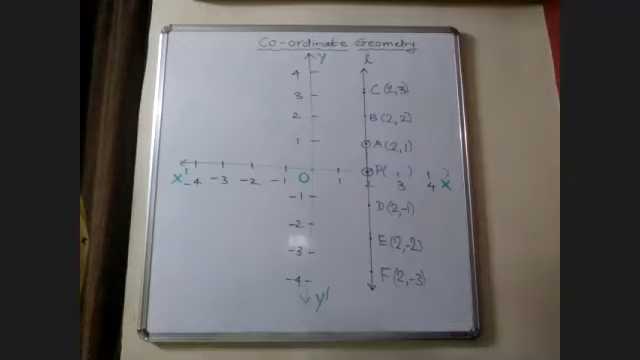 Co-ordinate Geometry
Y
l
4
3
C(2,3)
2
B(2,2)
1
A(2,1)
X' -4 -3 -2 -1 O 1 2 3 4 X
P( , )
-1
D(2,-1)
-2
E(2,-2)
-3
F(2,-3)
-4
Y'